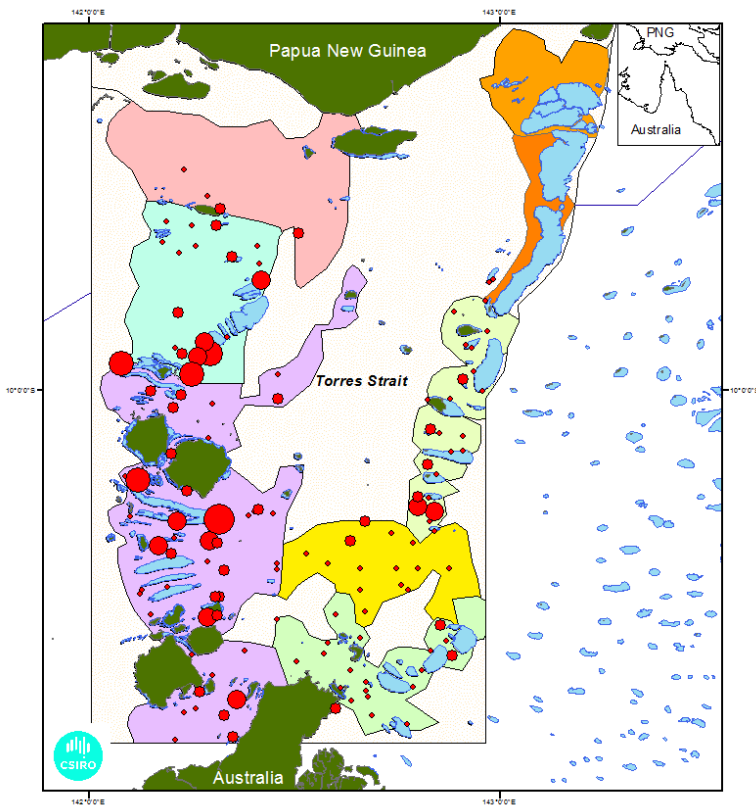 142°0'0"E
143°0'0"E
Papua New Guinea
PNG
Australia
10°0'0"S
Torres Strait
10°0'0"S
CSIRO
Australia
142°0'0"E
143°0'0"E